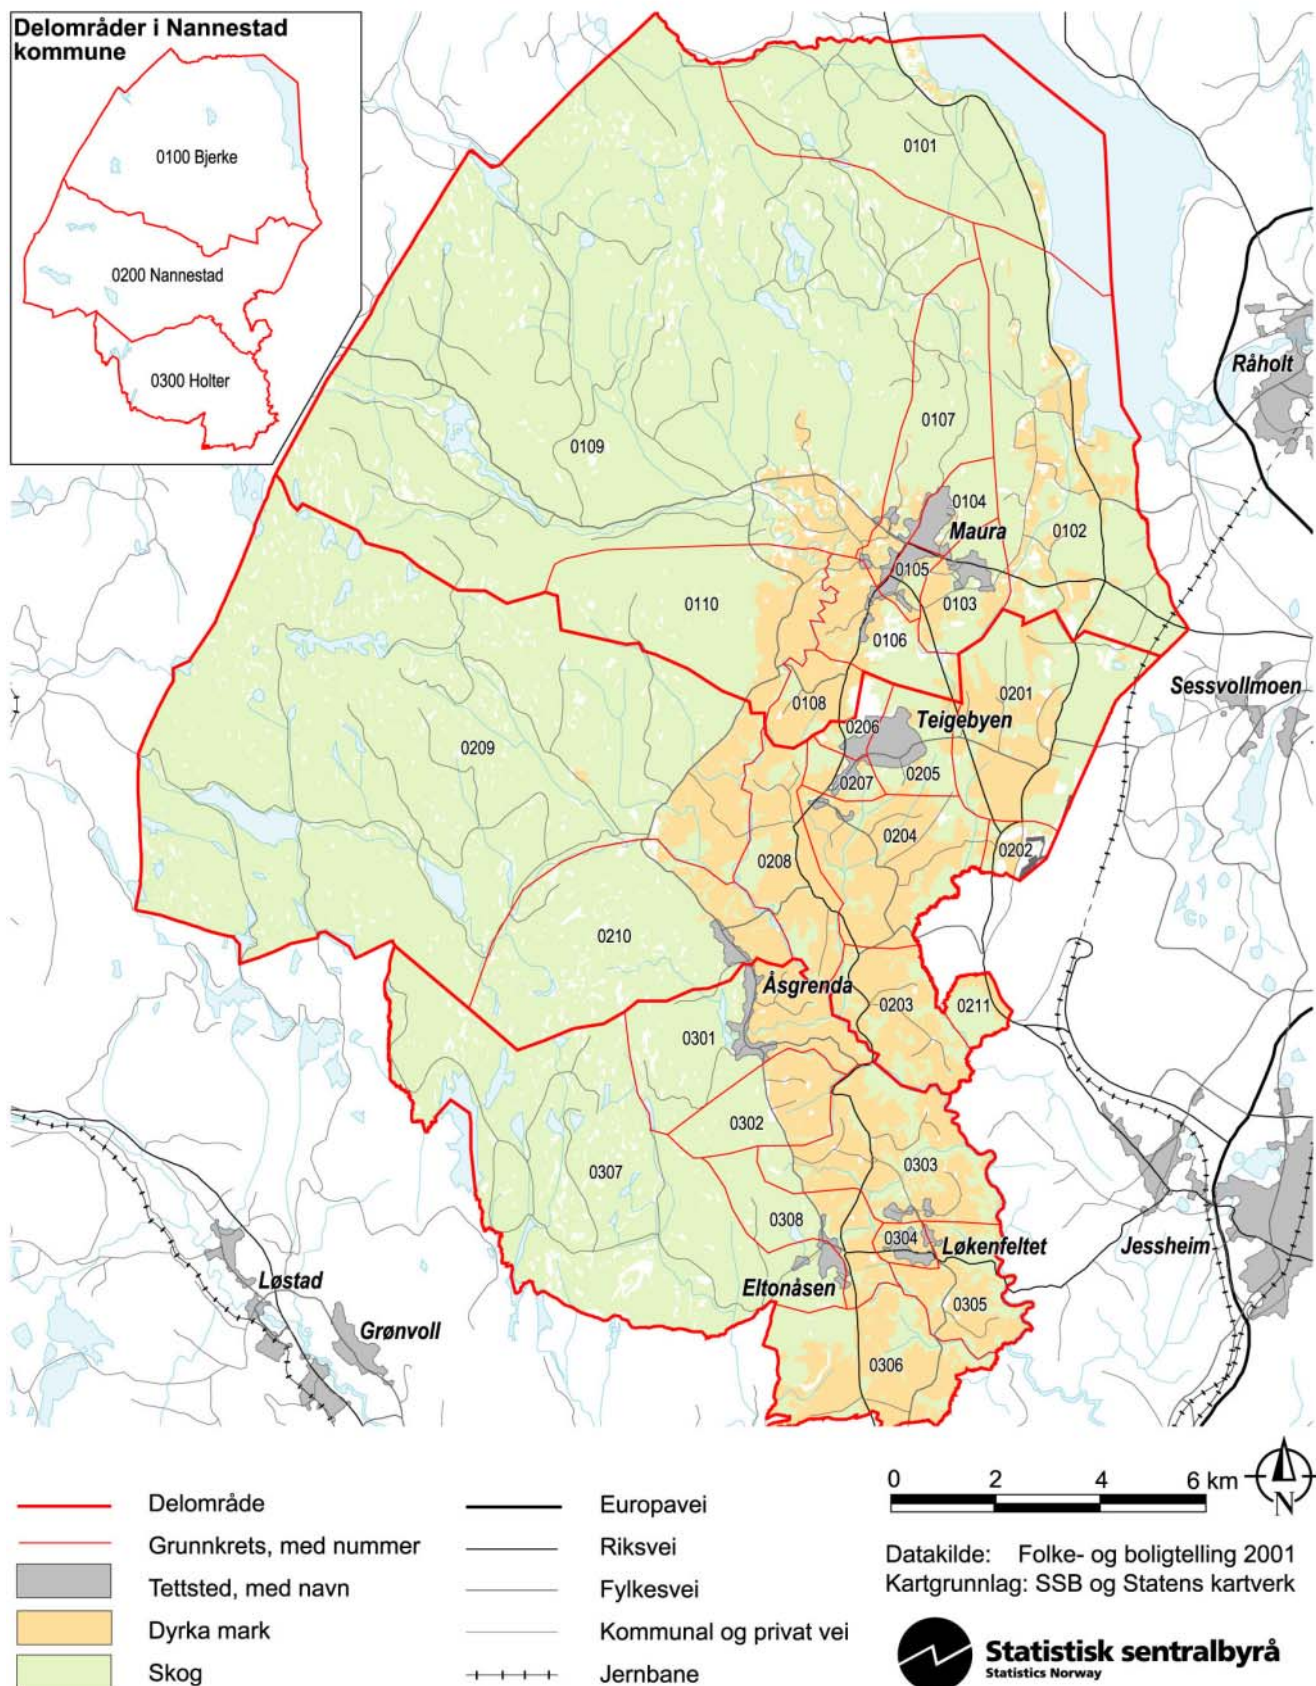 Delområder i Nannestad
kommune
0100 Bjerke
0200 Nannestad
0300 Holter
0101
Råholt
0107
0109
0104
Maura
0102
0105
0110
0103
0106
Sessvollmoen
0201
0108
Teigebyen
0206
0209
0205
0207
0204
0202
0208
0210
Åsgrenda
0203
0211
0301
0302
0303
0307
0308
0304
Løkenfeltet
Jessheim
Løstad
Eltonåsen
0305
Grønvoll
0306
Delområde
Grunnkrets, med nummer
Tettsted, med navn
Dyrka mark
Skog
Europavei
Riksvei
Fylkesvei
Kommunal og privat vei
Jernbane
0 2 4 6 km
N
Datakilde: Folke- og boligtelling 2001
Kartgrunnlag: SSB og Statens kartverk
Statistisk sentralbyrå
Statistics Norway